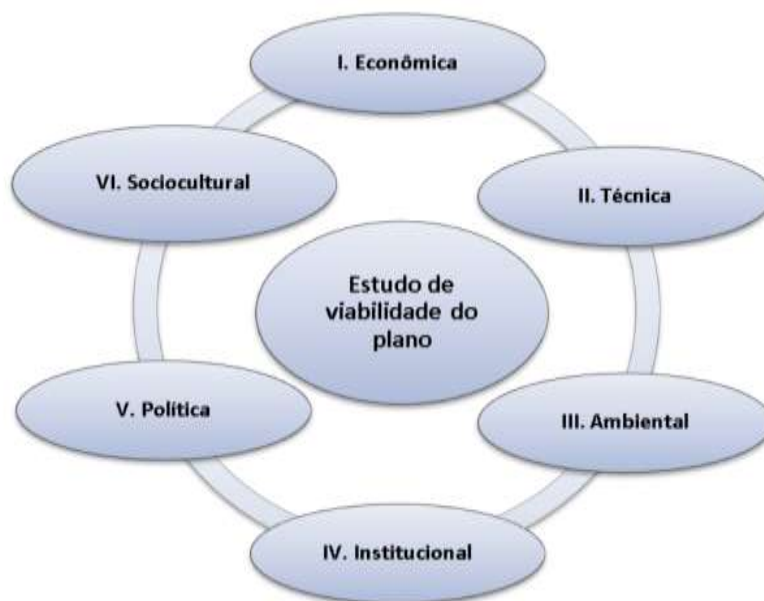 I. Econômica
VI. Sociocultural
II. Técnica
Estudo de
viabilidade do
plano
V. Política
III. Ambiental
IV. Institucional